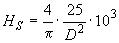 H_S = \frac{4}{\pi} \cdot \frac{25}{D^2} \cdot 10^3